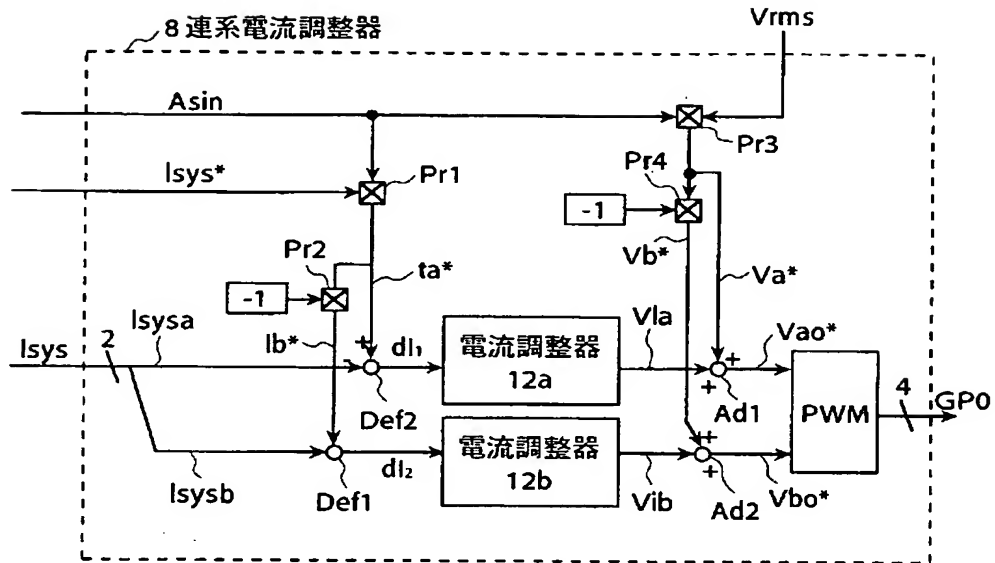 8連系電流調整器
Vrms
Asin
Pr3
Isys*
Pr1
Pr4
-1
Pr2
ta*
Vb*
Va*
-1
Isys
2
Isysa
Ib*
+
-
dI₁
電流調整器
12a
VIa
+
+
Vao*
Def2
Ad1
PWM
4
GP0
Isysb
Def1
dI₂
電流調整器
12b
Vib
++
+
Ad2
Vbo*